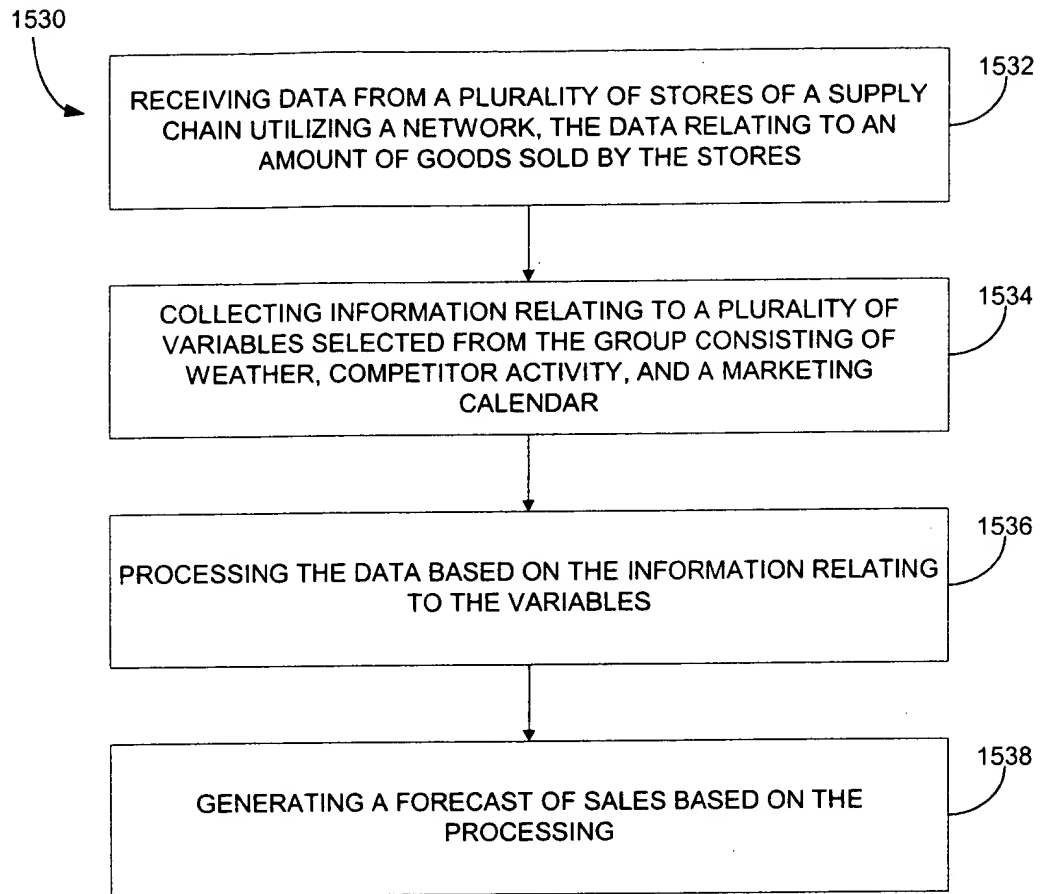 1530
1532
RECEIVING DATA FROM A PLURALITY OF STORES OF A SUPPLY
CHAIN UTILIZING A NETWORK, THE DATA RELATING TO AN
AMOUNT OF GOODS SOLD BY THE STORES
1534
COLLECTING INFORMATION RELATING TO A PLURALITY OF
VARIABLES SELECTED FROM THE GROUP CONSISTING OF
WEATHER, COMPETITOR ACTIVITY, AND A MARKETING
CALENDAR
1536
PROCESSING THE DATA BASED ON THE INFORMATION RELATING
TO THE VARIABLES
1538
GENERATING A FORECAST OF SALES BASED ON THE
PROCESSING